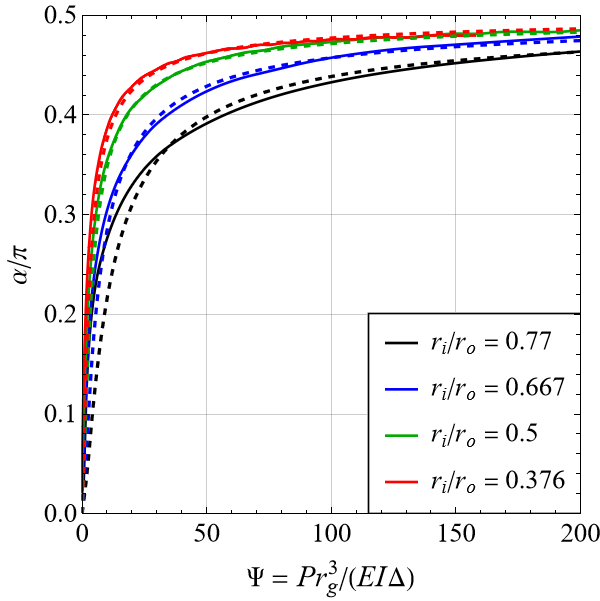 0.5
0.4
0.3
0.2
0.1
0.0
α/π
r_i/r_o = 0.77
r_i/r_o = 0.667
r_i/r_o = 0.5
r_i/r_o = 0.376
0 50 100 150 200
Ψ = Pr_g^3/(EIΔ)